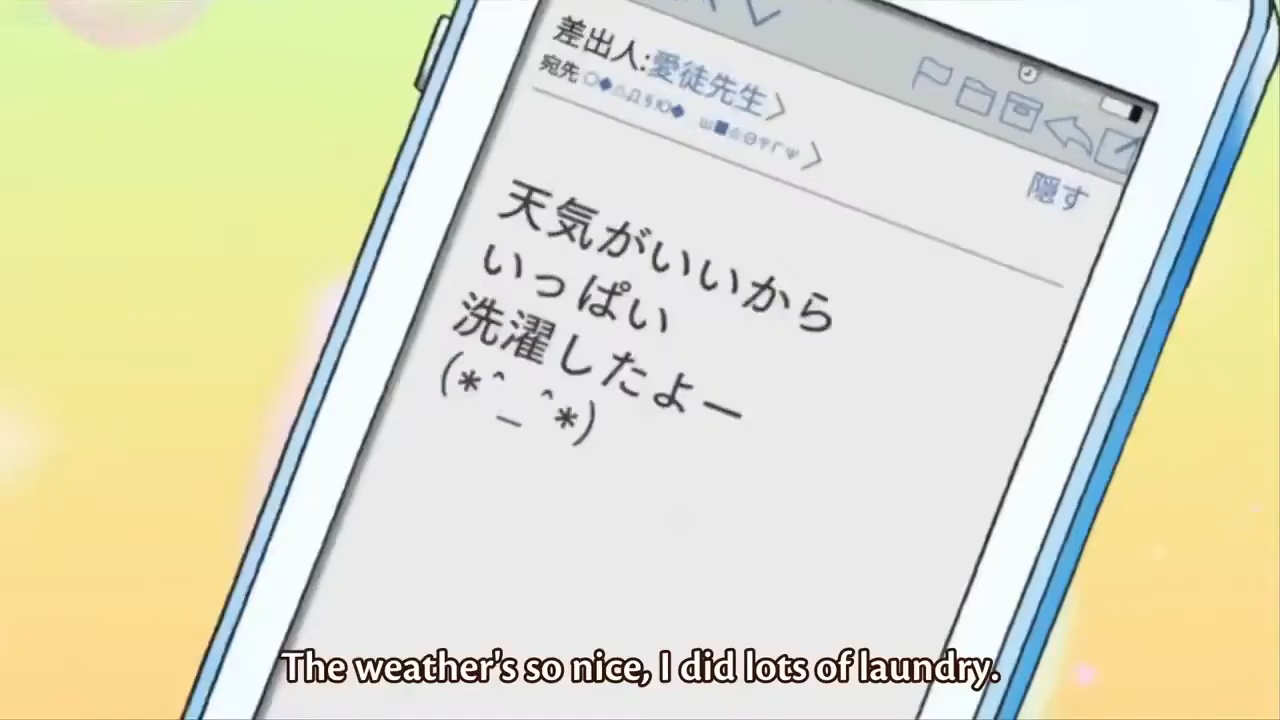 差出人:愛徒先生
宛先
隠す
天気がいいから
いっぱい
洗濯したよー
(*^_^*)
The weather's so nice, I did lots of laundry.